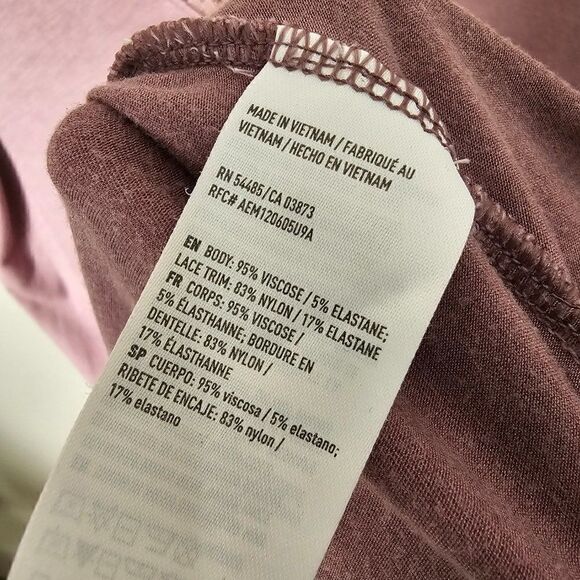 MADE IN VIETNAM / FABRIQUÉ AU
VIETNAM / HECHO EN VIETNAM
RN 54485 / CA 03873
RFC# AEM120605U9A
EN BODY: 95% VISCOSE / 5% ELASTANE;
LACE TRIM: 83% NYLON / 17% ELASTANE
FR CORPS: 95% VISCOSE /
5% ÉLASTHANNE; BORDURE EN
DENTELLE: 83% NYLON /
17% ÉLASTHANNE
SP CUERPO: 95% viscosa / 5% elastano;
RIBETE DE ENCAJE: 83% nylon /
17% elastano